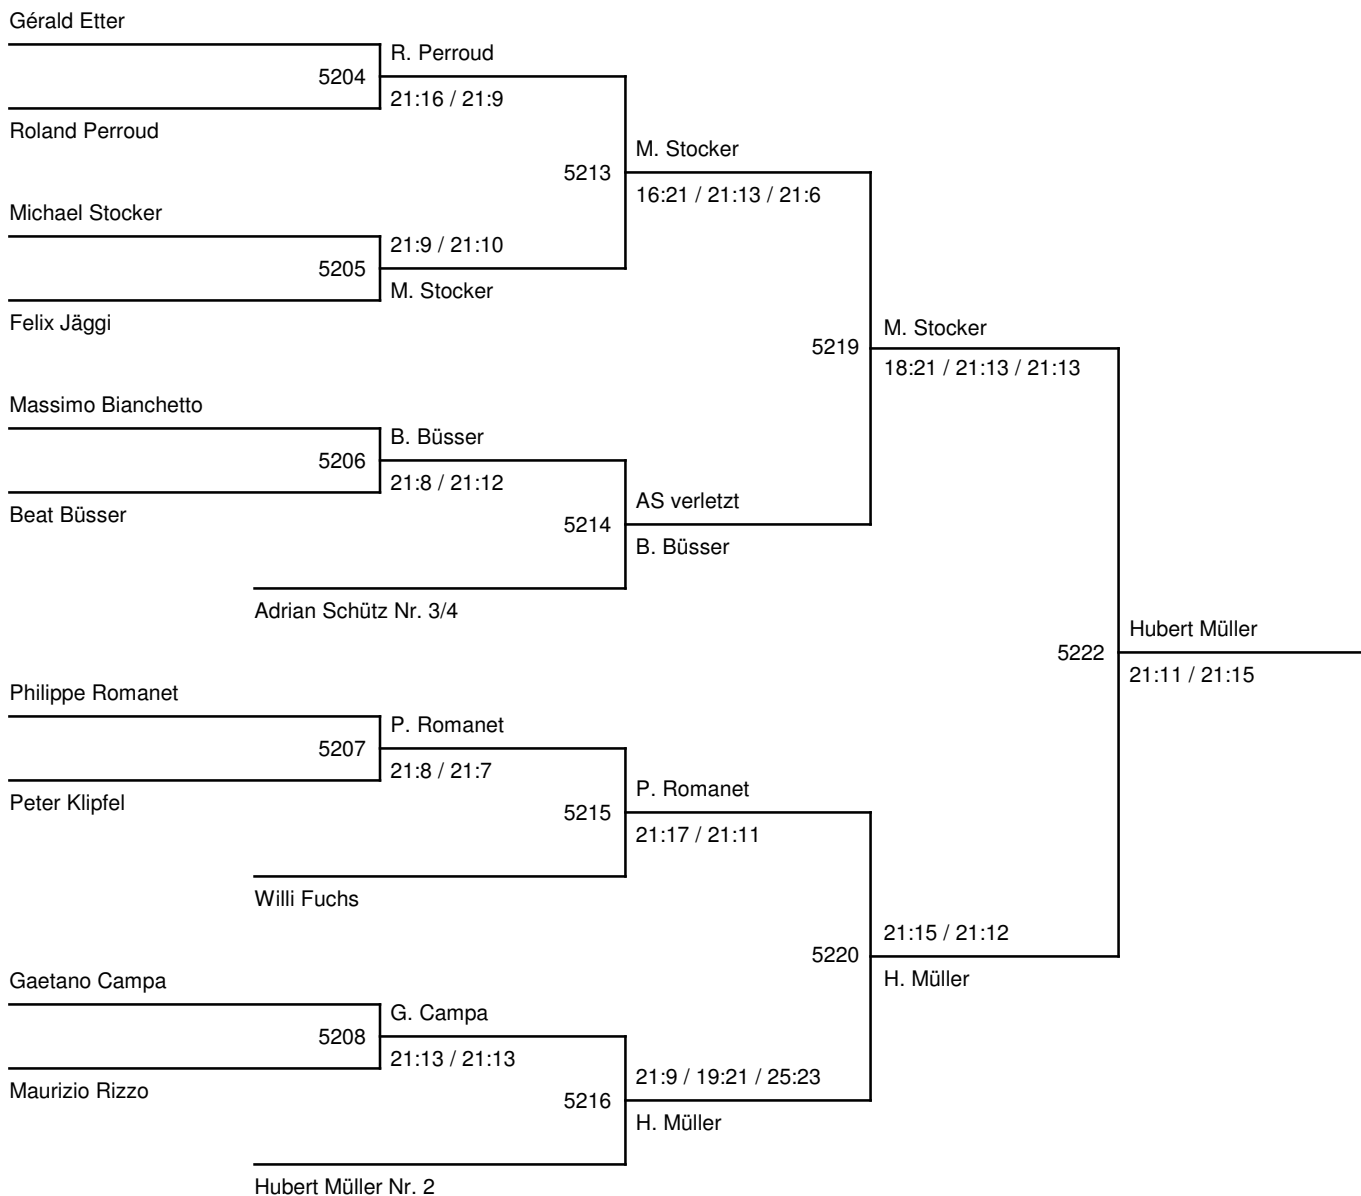 Gérald Etter
R. Perroud
5204
21:16 / 21:9
Roland Perroud
M. Stocker
5213
16:21 / 21:13 / 21:6
Michael Stocker
21:9 / 21:10
5205
M. Stocker
Felix Jäggi
M. Stocker
5219
18:21 / 21:13 / 21:13
Massimo Bianchetto
B. Büsser
5206
21:8 / 21:12
Beat Büsser
AS verletzt
5214
B. Büsser
Adrian Schütz Nr. 3/4
Hubert Müller
5222
21:11 / 21:15
Philippe Romanet
P. Romanet
5207
21:8 / 21:7
Peter Klipfel
P. Romanet
5215
21:17 / 21:11
Willi Fuchs
21:15 / 21:12
5220
H. Müller
Gaetano Campa
G. Campa
5208
21:13 / 21:13
Maurizio Rizzo
21:9 / 19:21 / 25:23
5216
H. Müller
Hubert Müller Nr. 2